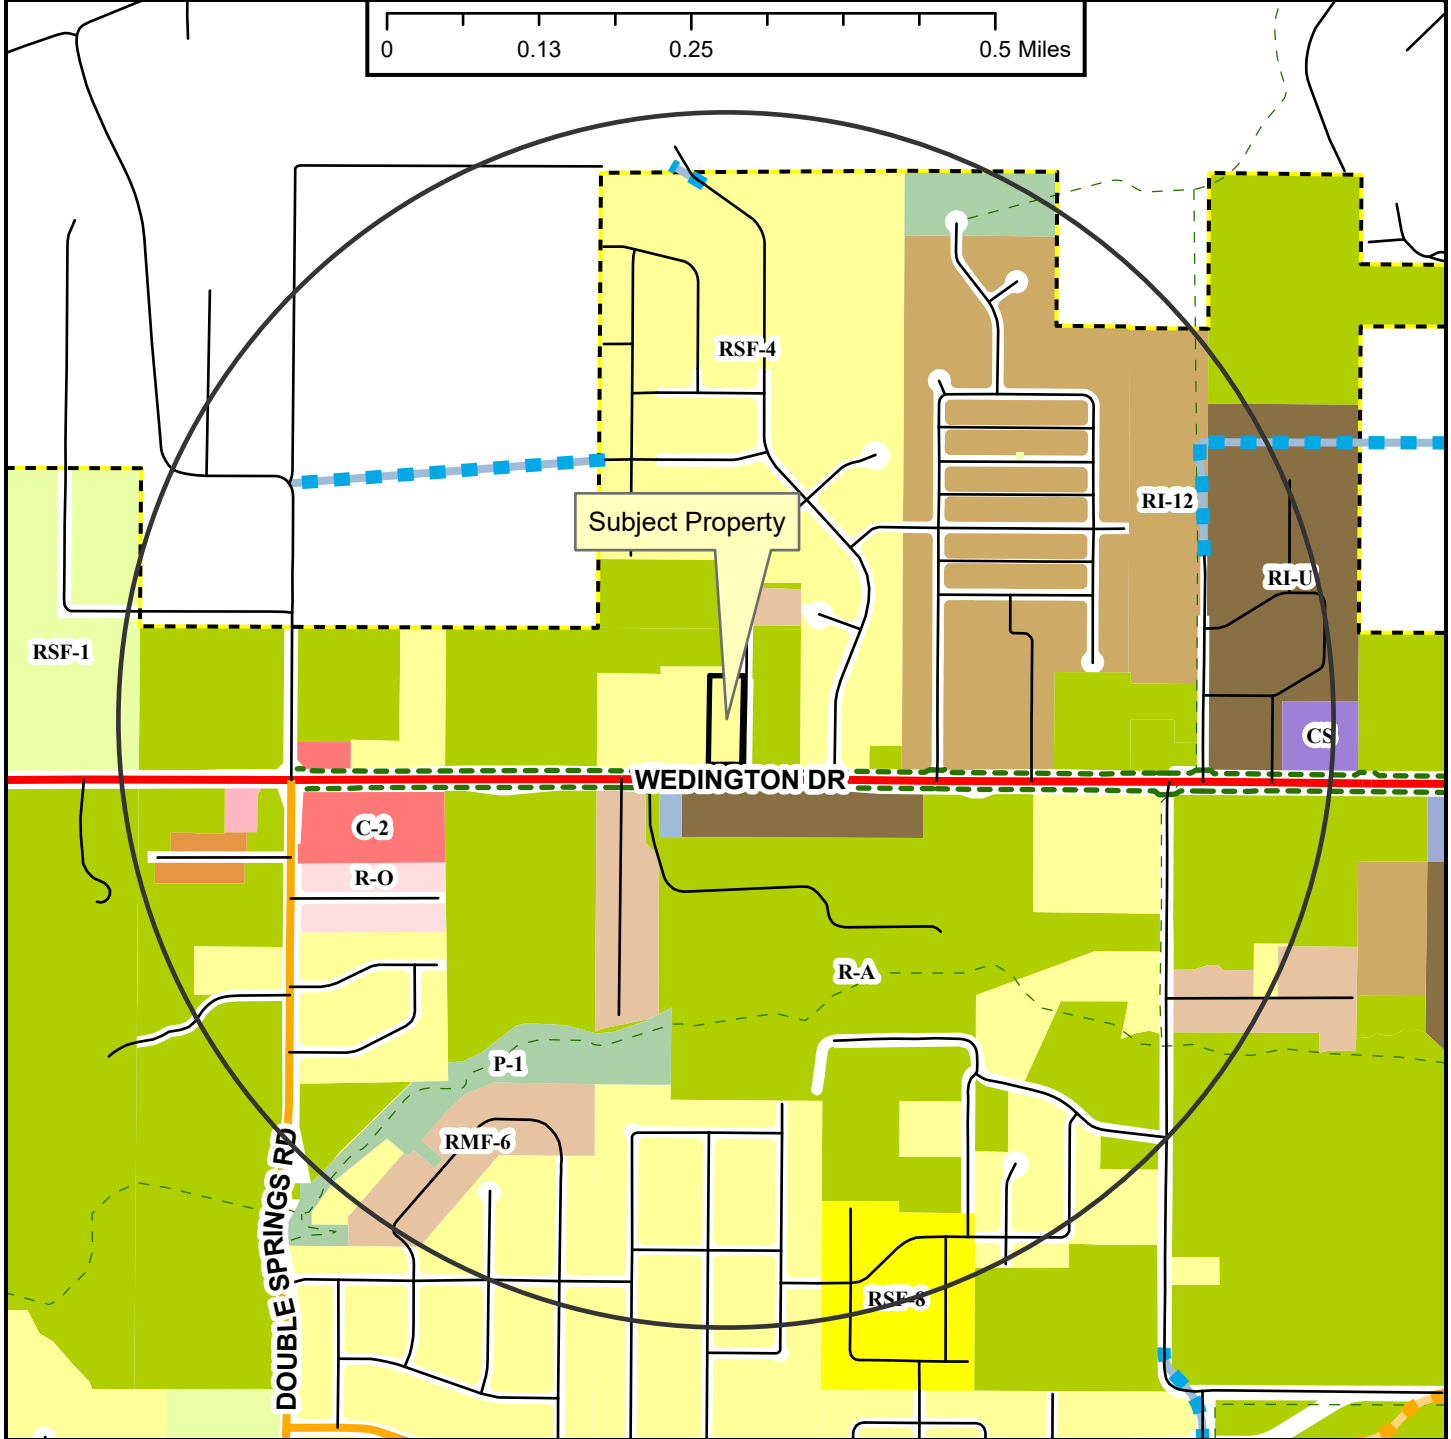 0 0.13 0.25 0.5 Miles
RSF-4
RI-12
Subject Property
RI-U
RSF-1
CS
WEDINGTON DR
C-2
R-O
R-A
P-1
RMF-6
DOUBLE SPRINGS RD
RSF-8